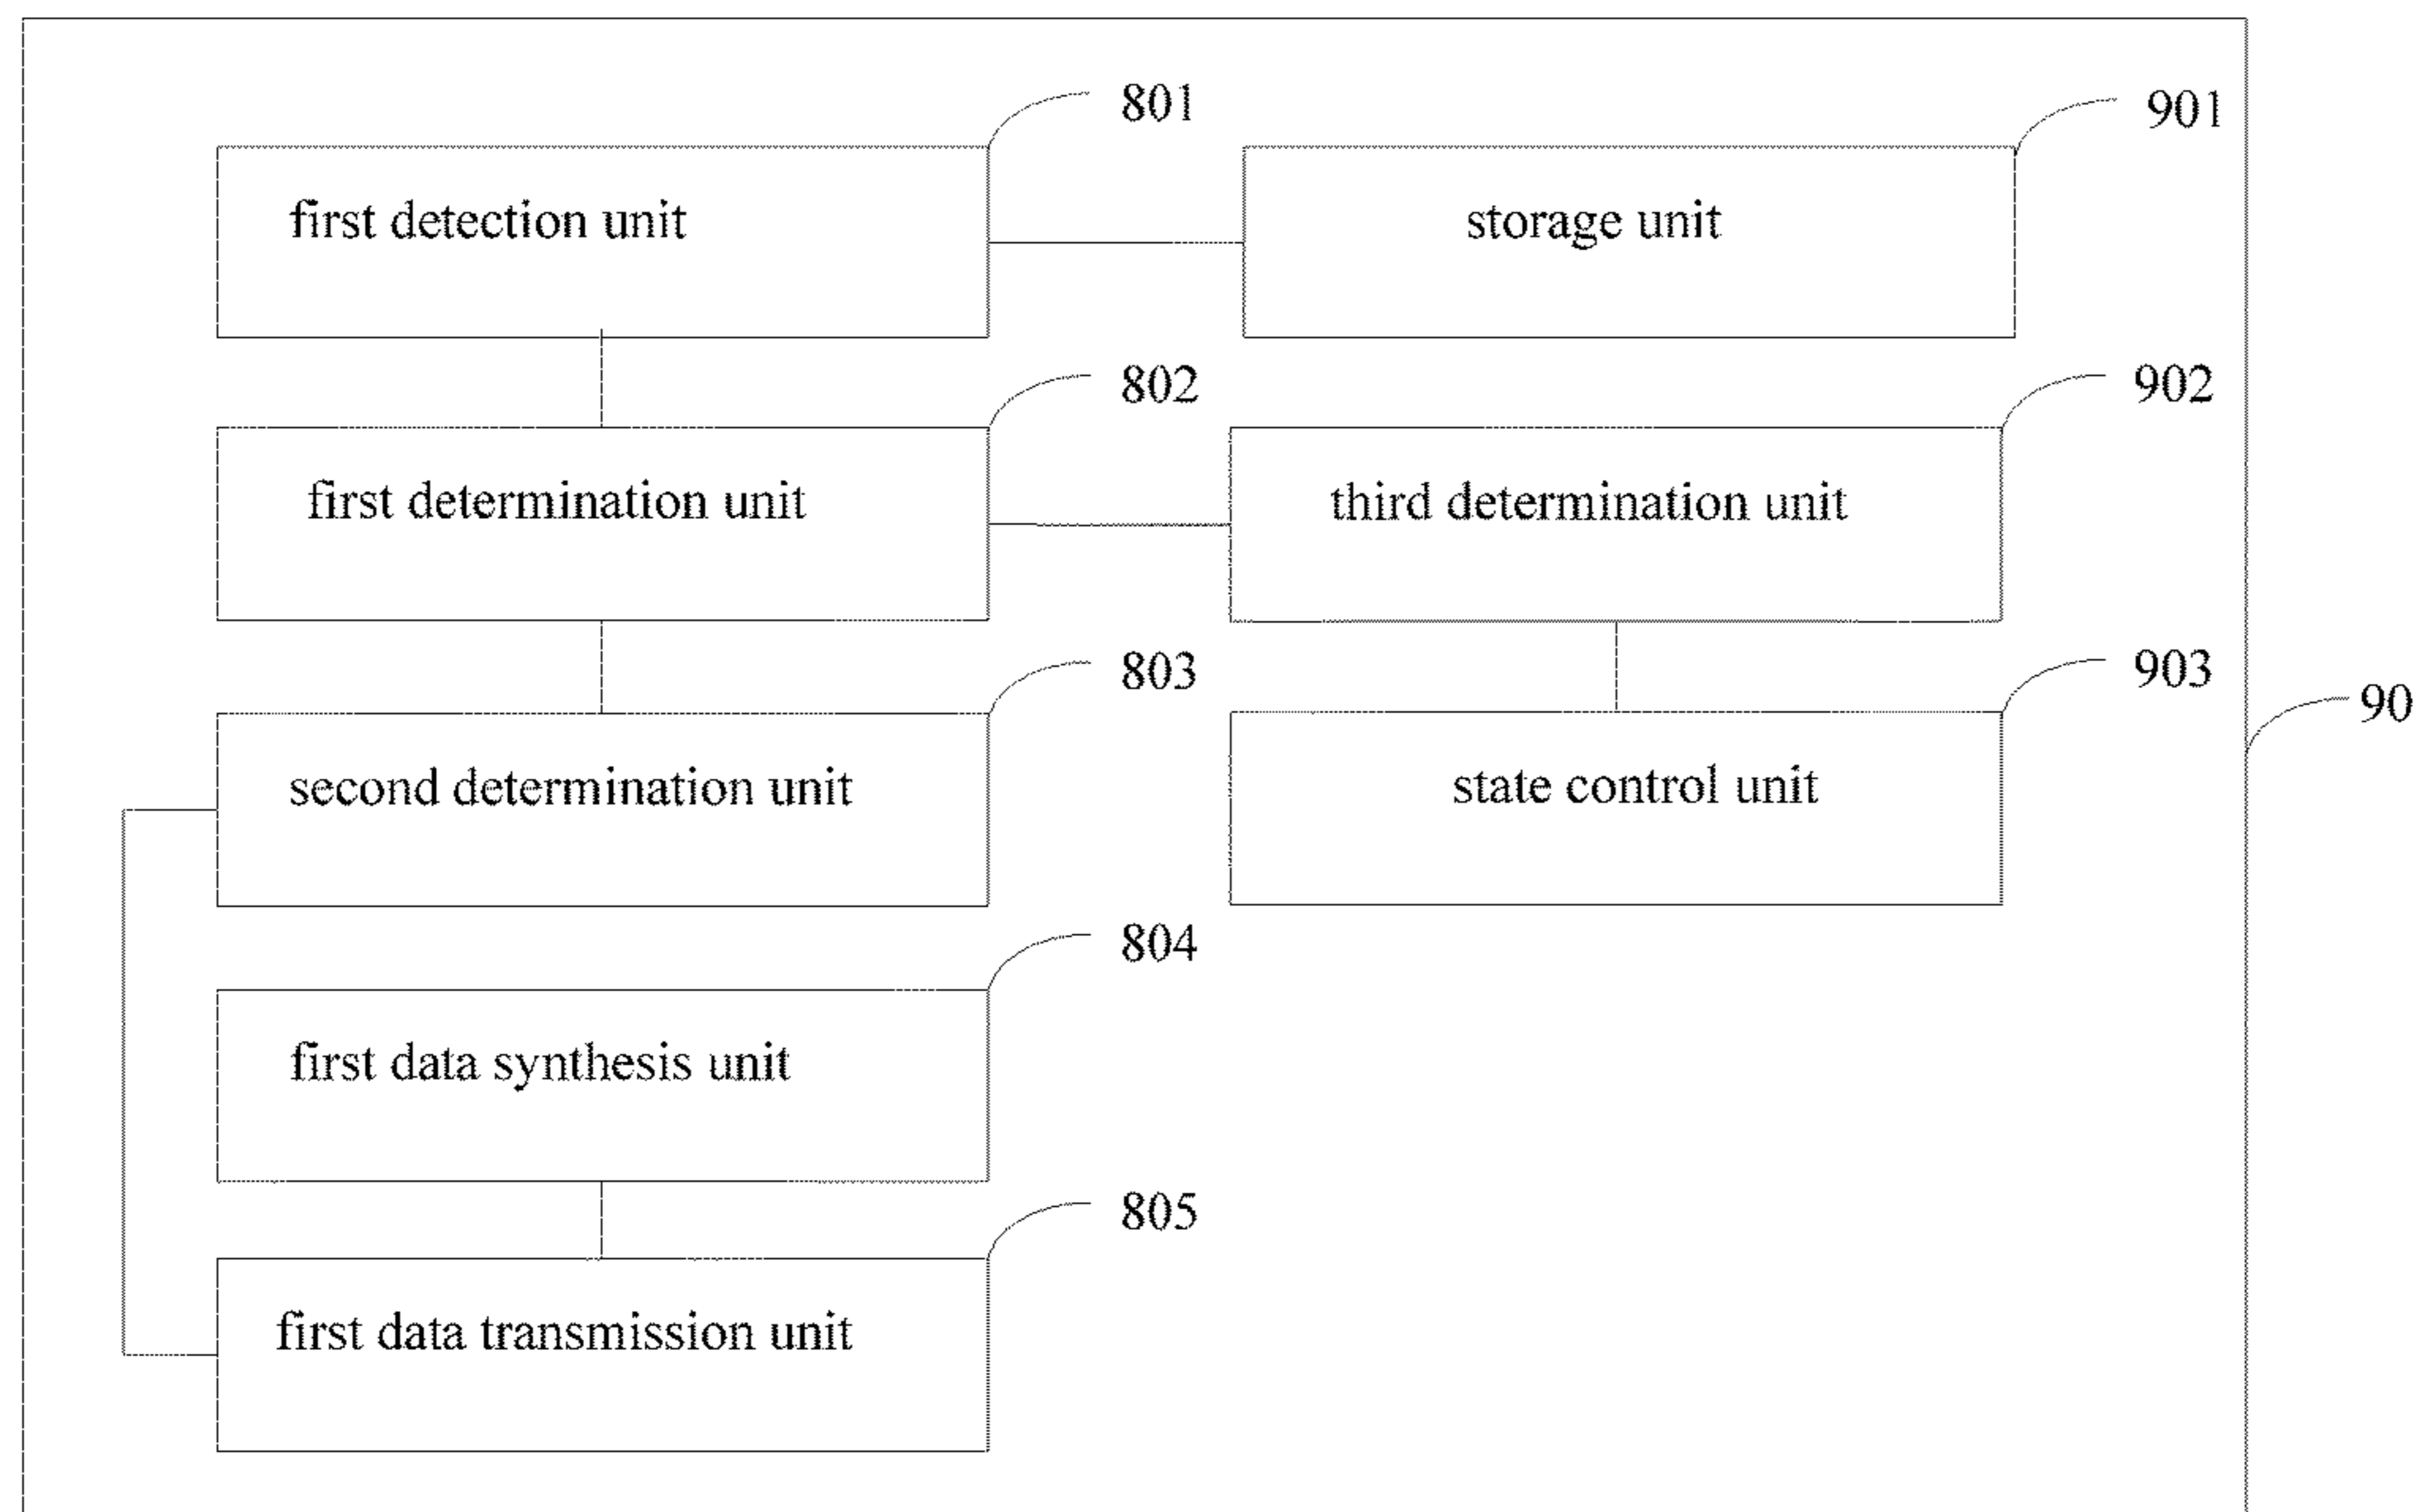 801
901
first detection unit
storage unit
802
902
first determination unit
third determination unit
803
903
90
second determination unit
state control unit
804
first data synthesis unit
805
first data transmission unit